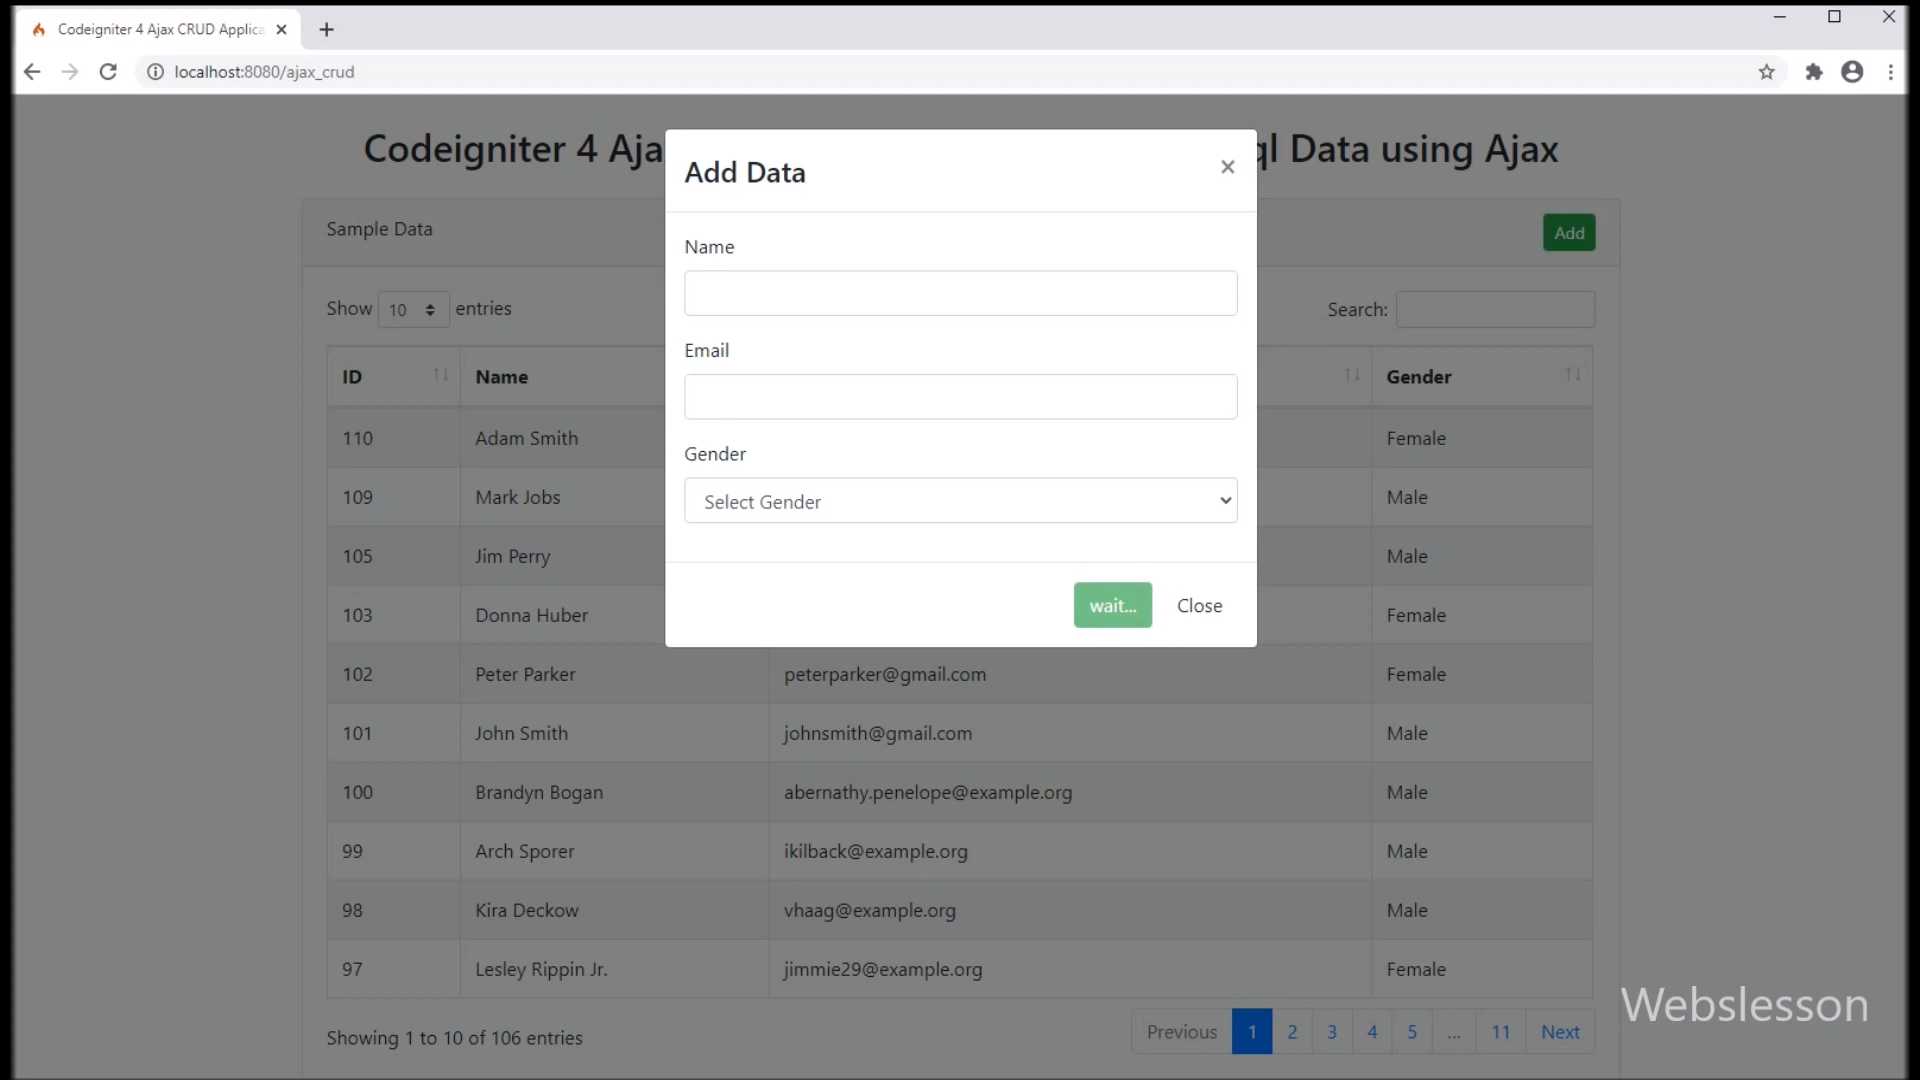 Codeigniter 4 Ajax CRUD Applica
localhost:8080/ajax_crud
Codeigniter 4 Aja
Data using Ajax
Add Data
×
Sample Data
Add
Name
Show 10 entries
Search:
Email
ID Name Gender
Gender
Select Gender
110 Adam Smith Female
109 Mark Jobs Male
105 Jim Perry Male
103 Donna Huber Female
wait...
Close
102 Peter Parker peterparker@gmail.com Female
101 John Smith johnsmith@gmail.com Male
100 Brandyn Bogan abernathy.penelope@example.org Male
99 Arch Sporer ikilback@example.org Male
98 Kira Deckow vhaag@example.org Male
97 Lesley Rippin Jr. jimmie29@example.org Female
Webslesson
Showing 1 to 10 of 106 entries
Previous 1 2 3 4 5 ... 11 Next